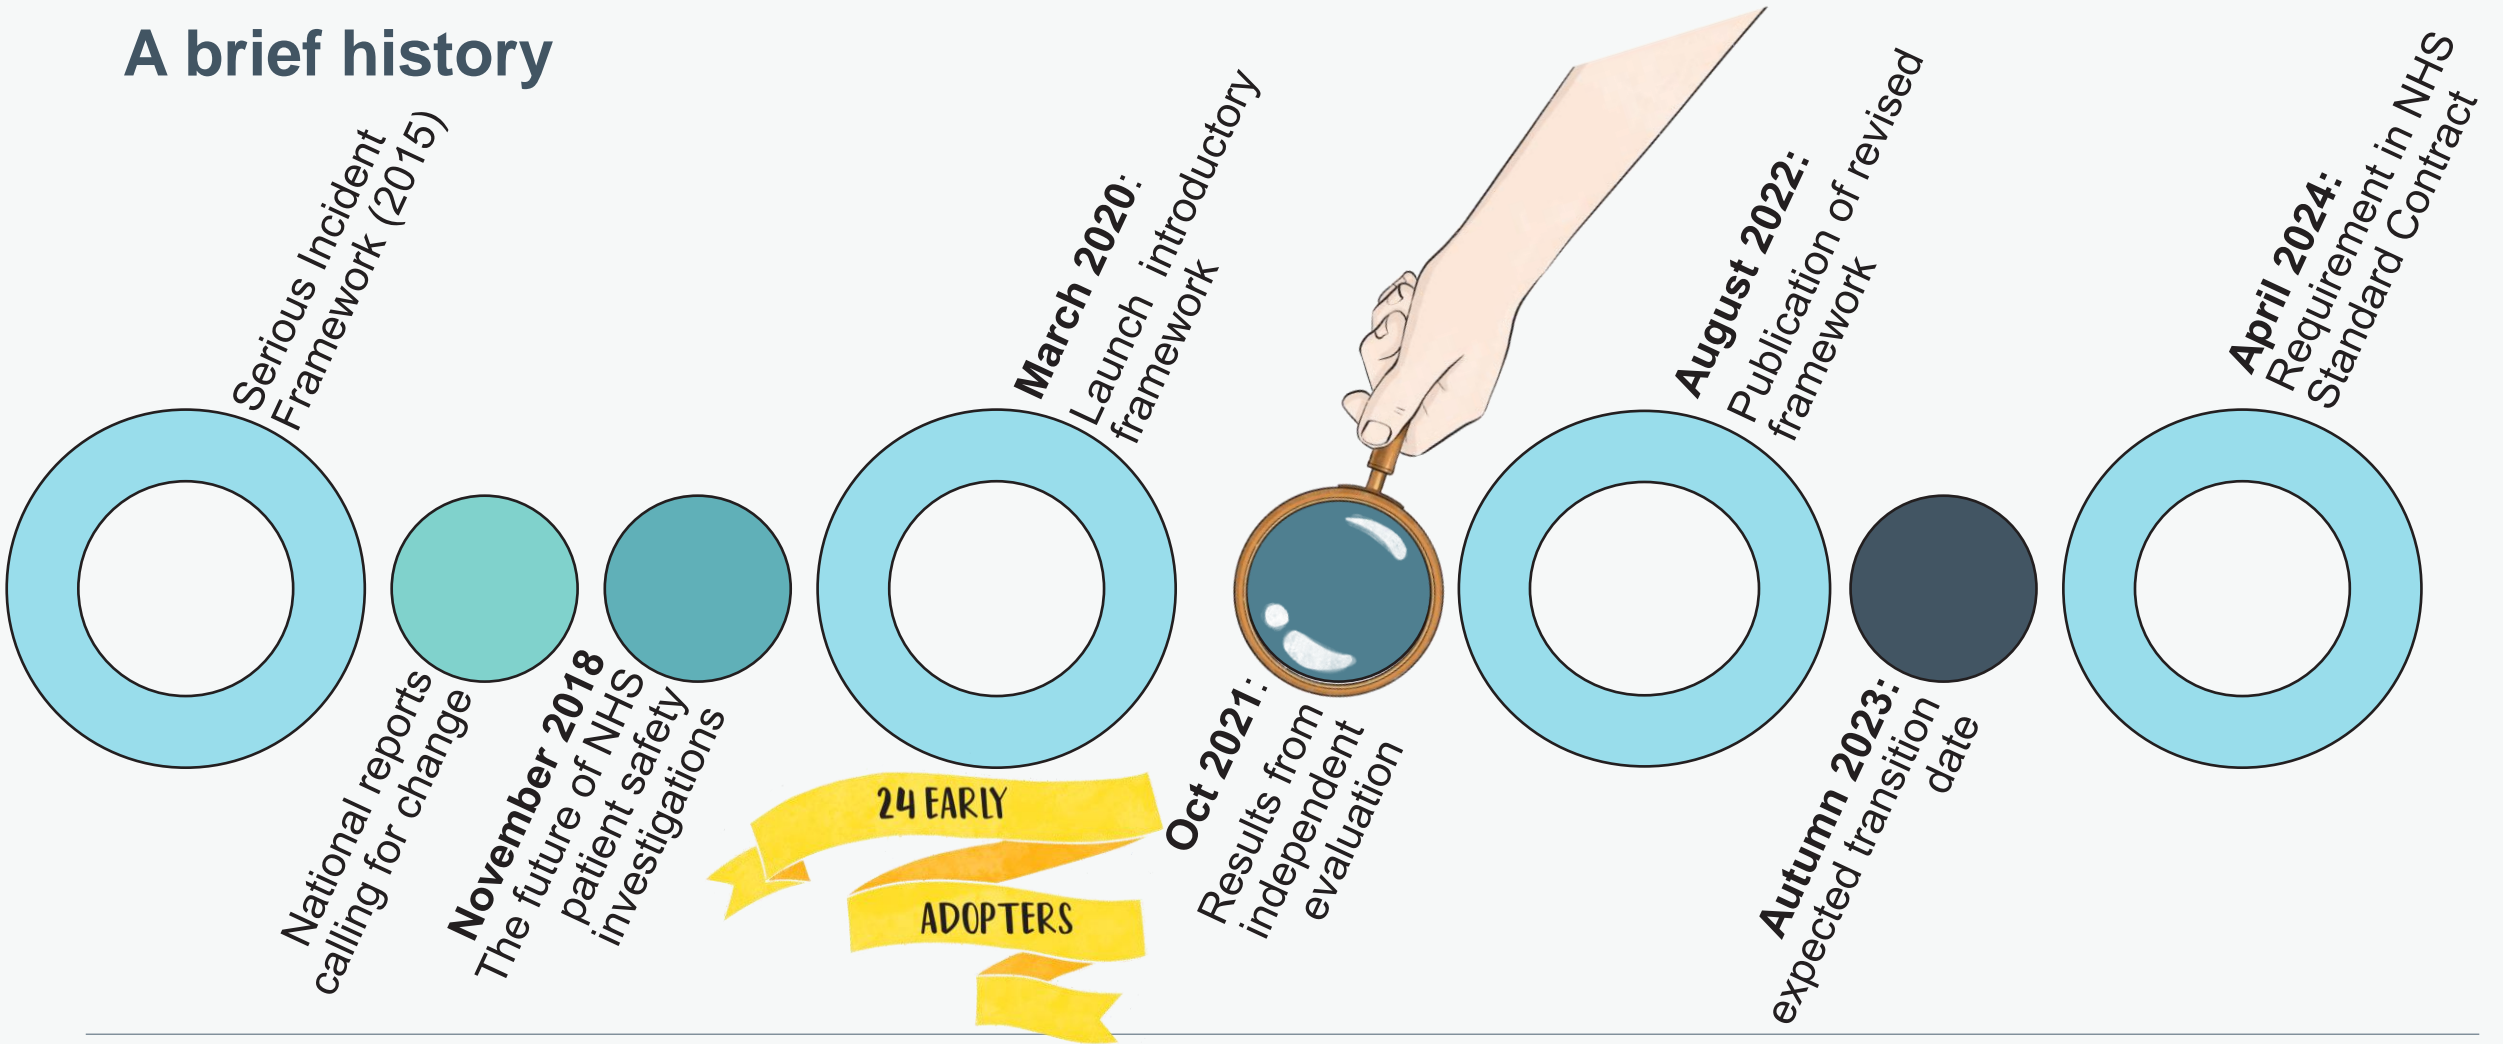 A brief history
Serious Incident
Framework (2015)
National reports
calling for change
November 2018
The future of NHS
patient safety
investigations
March 2020:
Launch introductory
framework
24 EARLY
ADOPTERS
Oct 2021:
Results from
independent
evaluation
August 2022:
Publication of revised
framework
Autumn 2023:
expected transition
date
April 2024:
Requirement in NHS
Standard Contract